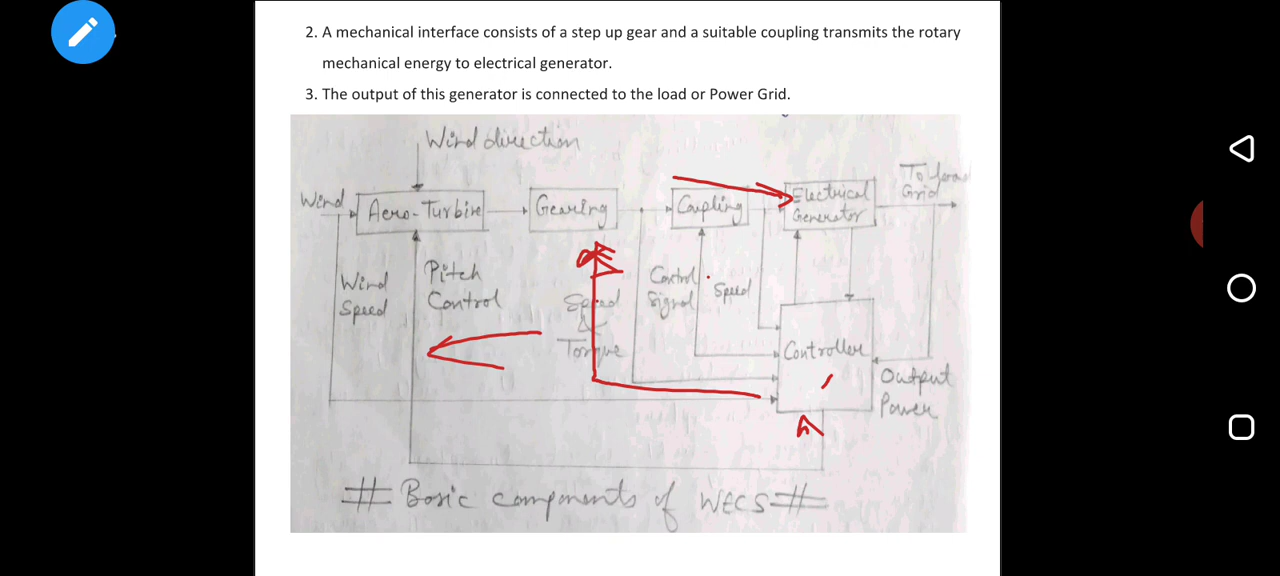 2. A mechanical interface consists of a step up gear and a suitable coupling transmits the rotary
mechanical energy to electrical generator.
3. The output of this generator is connected to the load or Power Grid.
Wind direction
Wind
Aero-Turbine
Gearing
Coupling
Electrical
Generator
To load
Grid
Wind
Speed
Pitch
Control
Speed
&
Torque
Control
Signal
Speed
Controller
Output
Power
# Basic components of WECS #